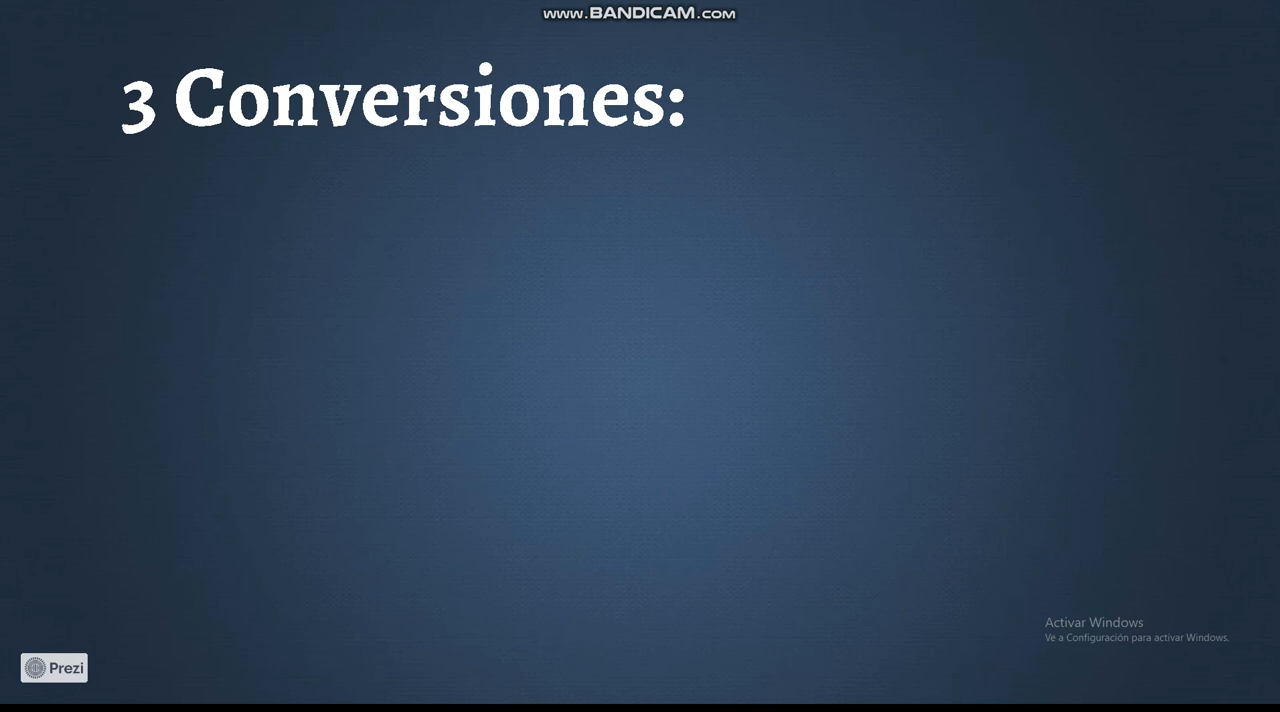 www.BANDICAM.com
3 Conversiones:
Activar Windows
Ve a Configuración para activar Windows.
Prezi